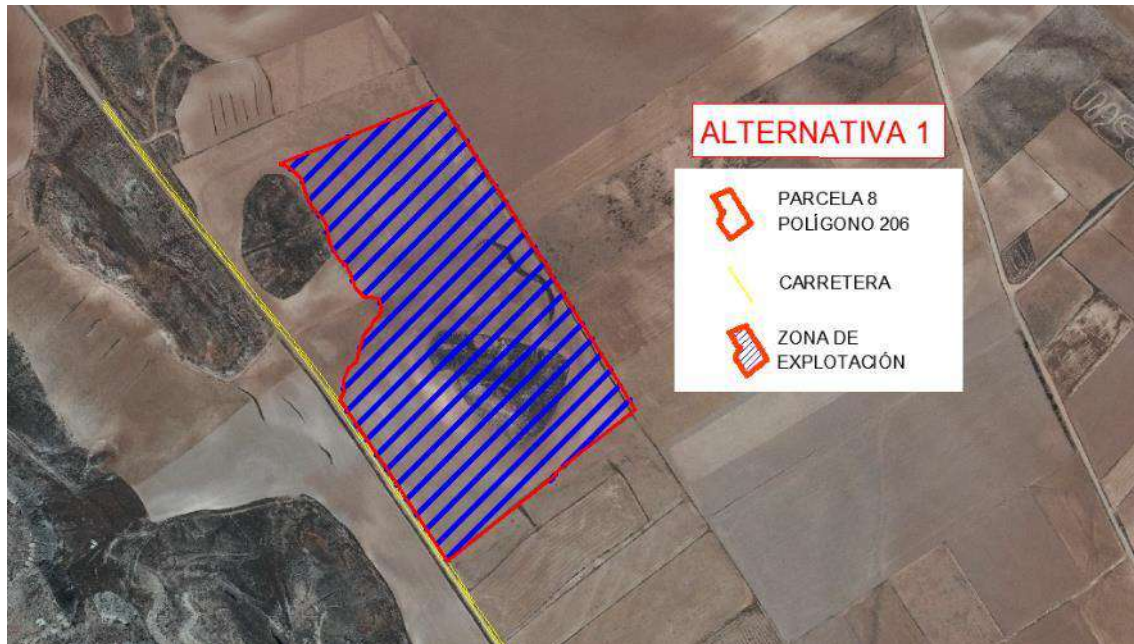 ALTERNATIVA 1
PARCELA 8
POLÍGONO 206
CARRETERA
ZONA DE
EXPLOTACIÓN